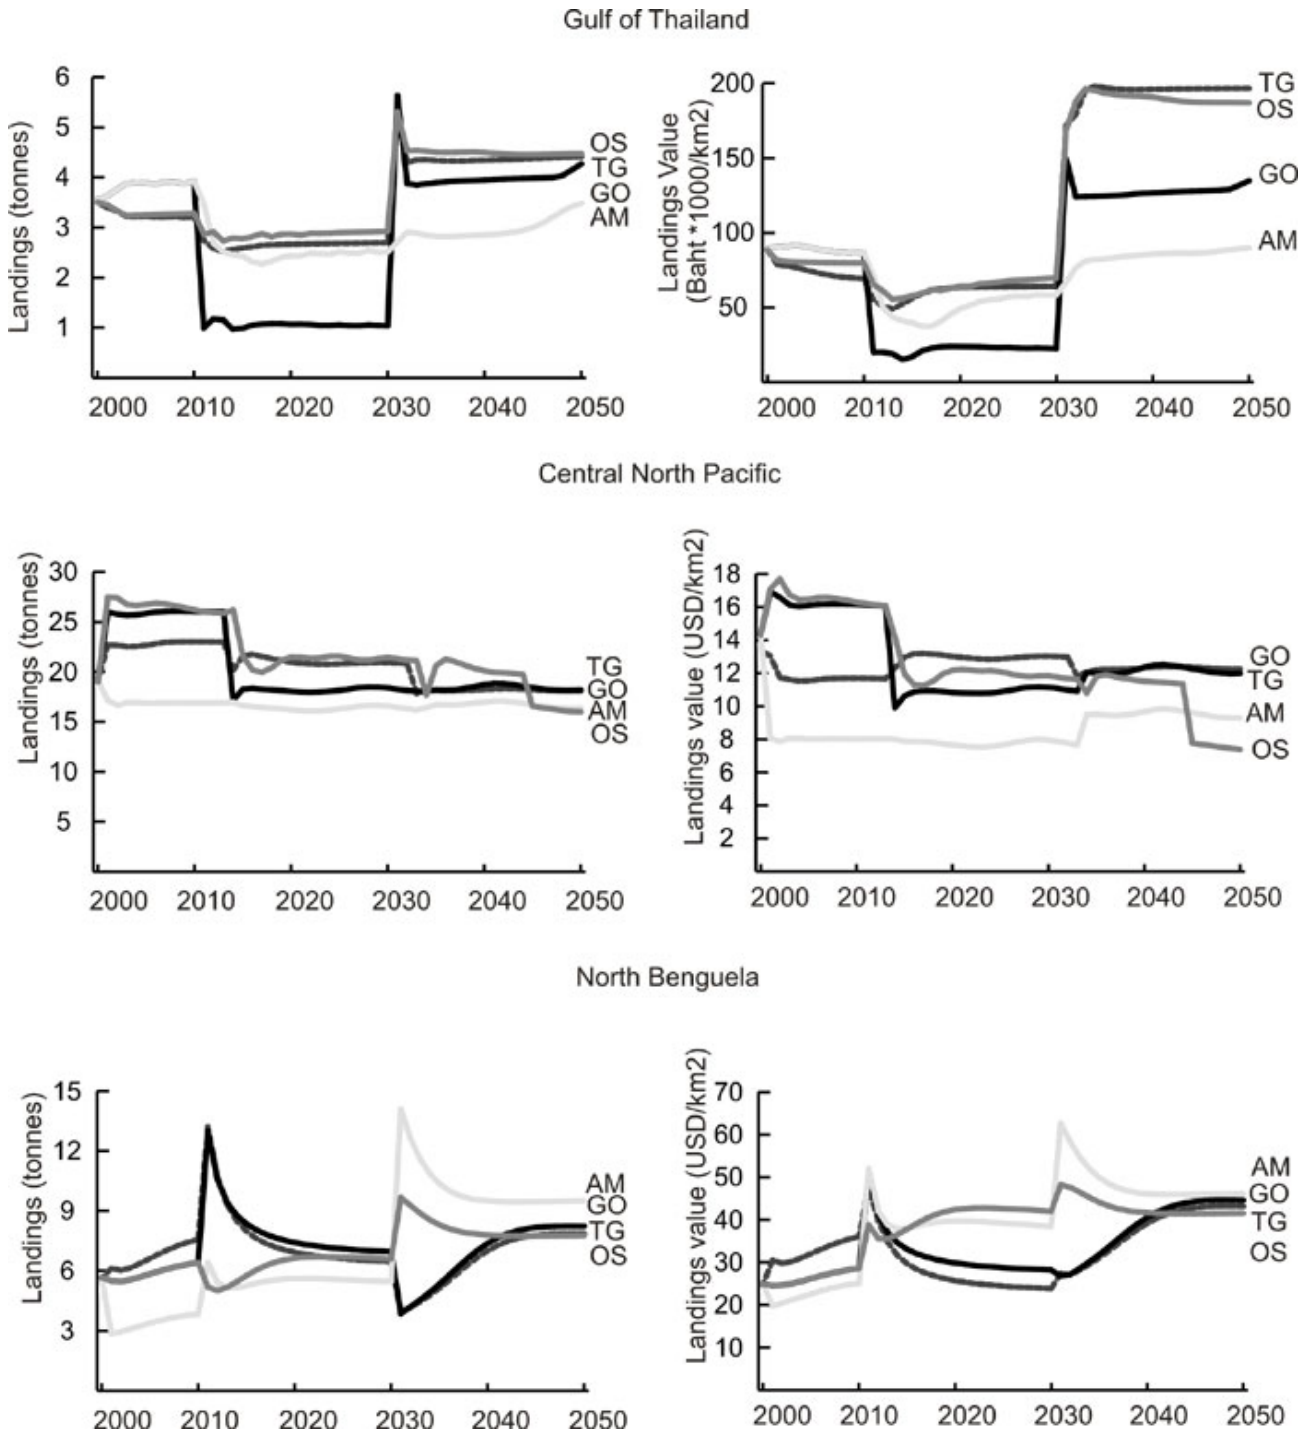 Gulf of Thailand
Landings (tonnes)
6
5
4
3
2
1
2000 2010 2020 2030 2040 2050
OS
TG
GO
AM
Landings Value
(Baht *1000/km2)
200
150
100
50
2000 2010 2020 2030 2040 2050
TG
OS
GO
AM
Central North Pacific
Landings (tonnes)
30
25
20
15
10
5
2000 2010 2020 2030 2040 2050
TG
GO
AM
OS
Landings value (USD/km2)
18
16
14
12
10
8
6
4
2
2000 2010 2020 2030 2040 2050
GO
TG
AM
OS
North Benguela
Landings (tonnes)
15
12
9
6
3
2000 2010 2020 2030 2040 2050
AM
GO
TG
OS
Landings value (USD/km2)
70
60
50
40
30
20
10
2000 2010 2020 2030 2040 2050
AM
GO
TG
OS